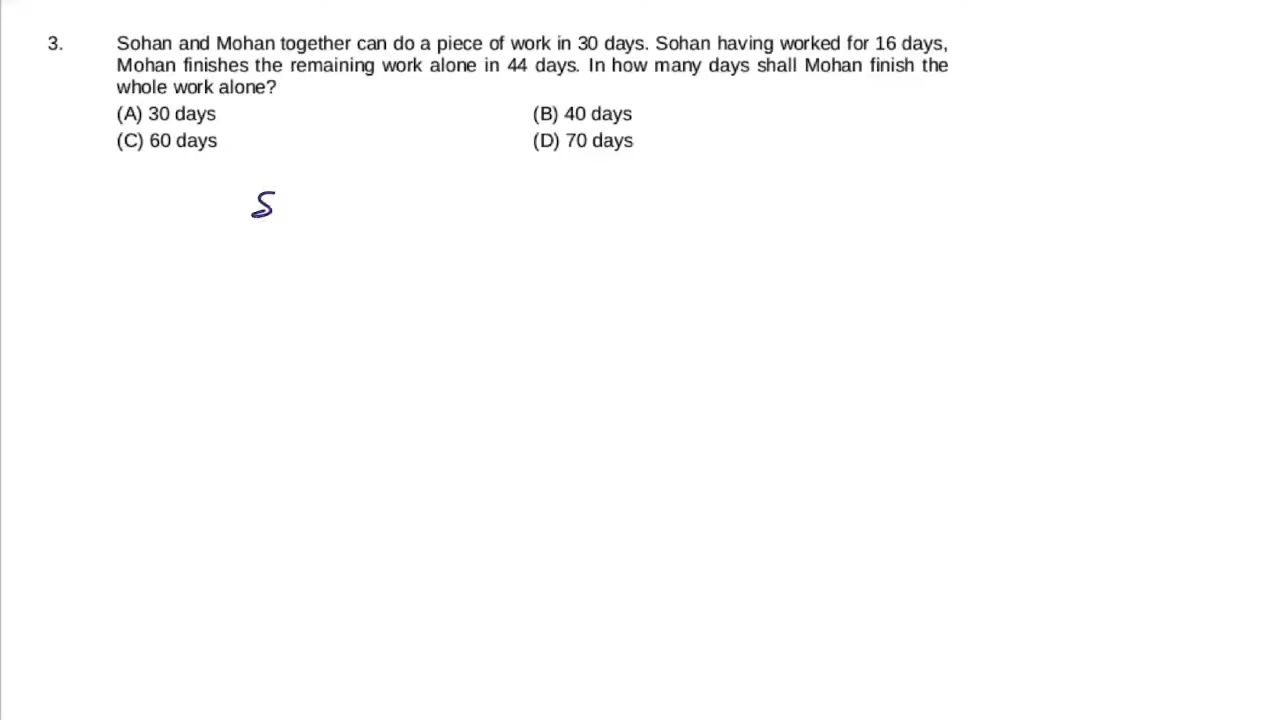 3. Sohan and Mohan together can do a piece of work in 30 days. Sohan having worked for 16 days,
Mohan finishes the remaining work alone in 44 days. In how many days shall Mohan finish the
whole work alone?
(A) 30 days (B) 40 days
(C) 60 days (D) 70 days
S